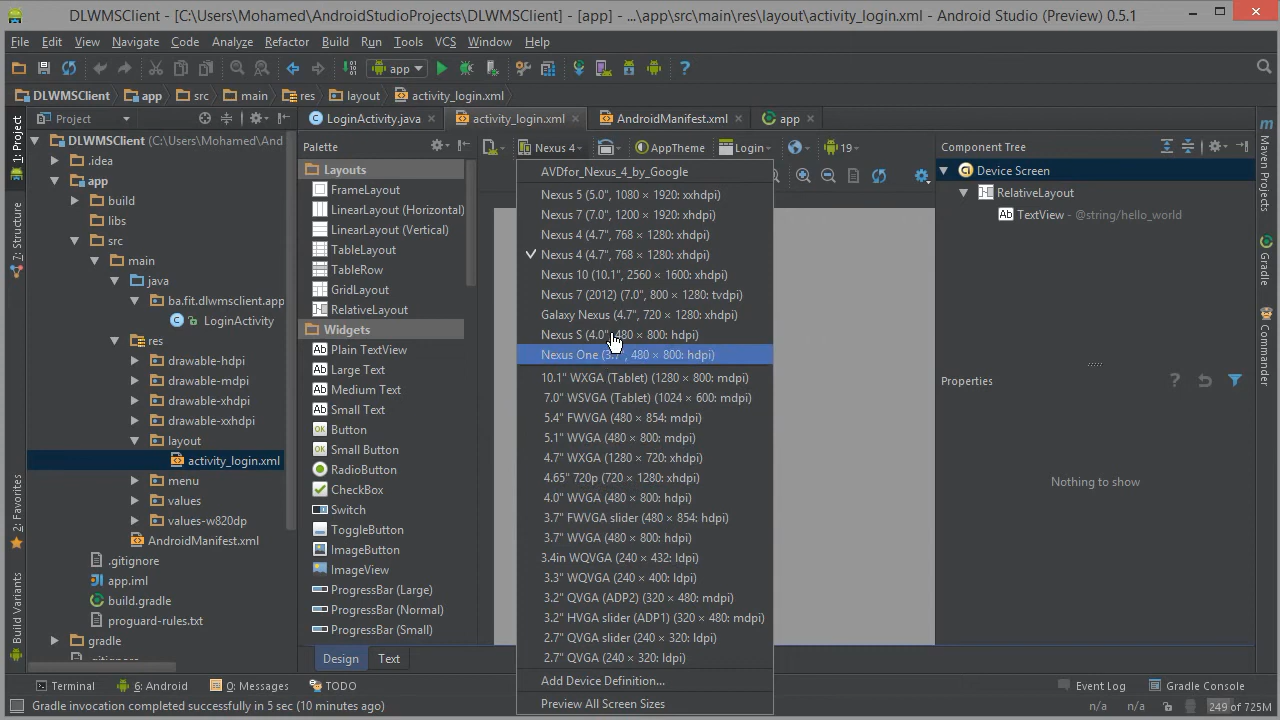 DLWMSClient - [C:\Users\Mohamed\AndroidStudioProjects\DLWMSClient] - [app] - ...\app\src\main\res\layout\activity_login.xml - Android Studio (Preview) 0.5.1
File Edit View Navigate Code Analyze Refactor Build Run Tools VCS Window Help
app
DLWMSClient app src main res layout activity_login.xml
Project
LoginActivity.java activity_login.xml AndroidManifest.xml app
1: Project
7: Structure
2: Favorites
Build Variants
DLWMSClient (C:\Users\Mohamed\And
.idea
app
build
libs
src
main
java
ba.fit.dlwmsclient.app
LoginActivity
res
drawable-hdpi
drawable-mdpi
drawable-xhdpi
drawable-xxhdpi
layout
activity_login.xml
menu
values
values-w820dp
AndroidManifest.xml
.gitignore
app.iml
build.gradle
proguard-rules.txt
gradle
.gitignore
Palette
Layouts
FrameLayout
LinearLayout (Horizontal)
LinearLayout (Vertical)
TableLayout
TableRow
GridLayout
RelativeLayout
Widgets
Plain TextView
Large Text
Medium Text
Small Text
Button
Small Button
RadioButton
CheckBox
Switch
ToggleButton
ImageButton
ImageView
ProgressBar (Large)
ProgressBar (Normal)
ProgressBar (Small)
Design Text
Nexus 4 AppTheme Login 19
AVDfor_Nexus_4_by_Google
Nexus 5 (5.0", 1080 × 1920: xxhdpi)
Nexus 7 (7.0", 1200 × 1920: xhdpi)
Nexus 4 (4.7", 768 × 1280: xhdpi)
Nexus 4 (4.7", 768 × 1280: xhdpi)
Nexus 10 (10.1", 2560 × 1600: xhdpi)
Nexus 7 (2012) (7.0", 800 × 1280: tvdpi)
Galaxy Nexus (4.7", 720 × 1280: xhdpi)
Nexus S (4.0", 480 × 800: hdpi)
Nexus One (3.7", 480 × 800: hdpi)
10.1" WXGA (Tablet) (1280 × 800: mdpi)
7.0" WSVGA (Tablet) (1024 × 600: mdpi)
5.4" FWVGA (480 × 854: mdpi)
5.1" WVGA (480 × 800: mdpi)
4.7" WXGA (1280 × 720: xhdpi)
4.65" 720p (720 × 1280: xhdpi)
4.0" WVGA (480 × 800: hdpi)
3.7" FWVGA slider (480 × 854: hdpi)
3.7" WVGA (480 × 800: hdpi)
3.4in WQVGA (240 × 432: ldpi)
3.3" WQVGA (240 × 400: ldpi)
3.2" QVGA (ADP2) (320 × 480: mdpi)
3.2" HVGA slider (ADP1) (320 × 480: mdpi)
2.7" QVGA slider (240 × 320: ldpi)
2.7" QVGA (240 × 320: ldpi)
Add Device Definition...
Preview All Screen Sizes
Component Tree
Device Screen
RelativeLayout
Ab TextView - @string/hello_world
Properties
Nothing to show
Maven Projects
Gradle
Commander
Terminal 6: Android 0: Messages TODO Event Log Gradle Console
Gradle invocation completed successfully in 5 sec (10 minutes ago) n/a n/a 249 of 725M